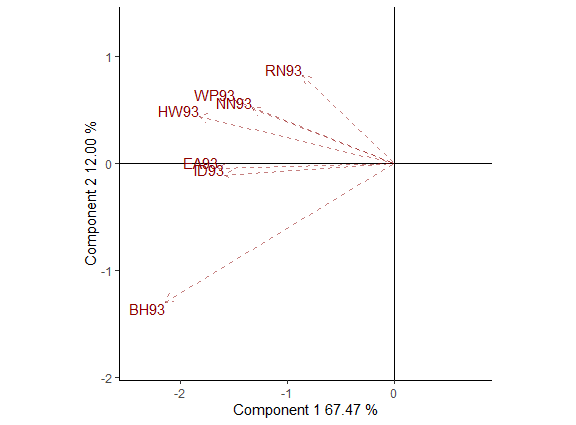 1
RN93
WP93
NN93
HW93
0
EA93
ID93
-1
BH93
-2
-2
-1
0
Component 2 12.00 %
Component 1 67.47 %